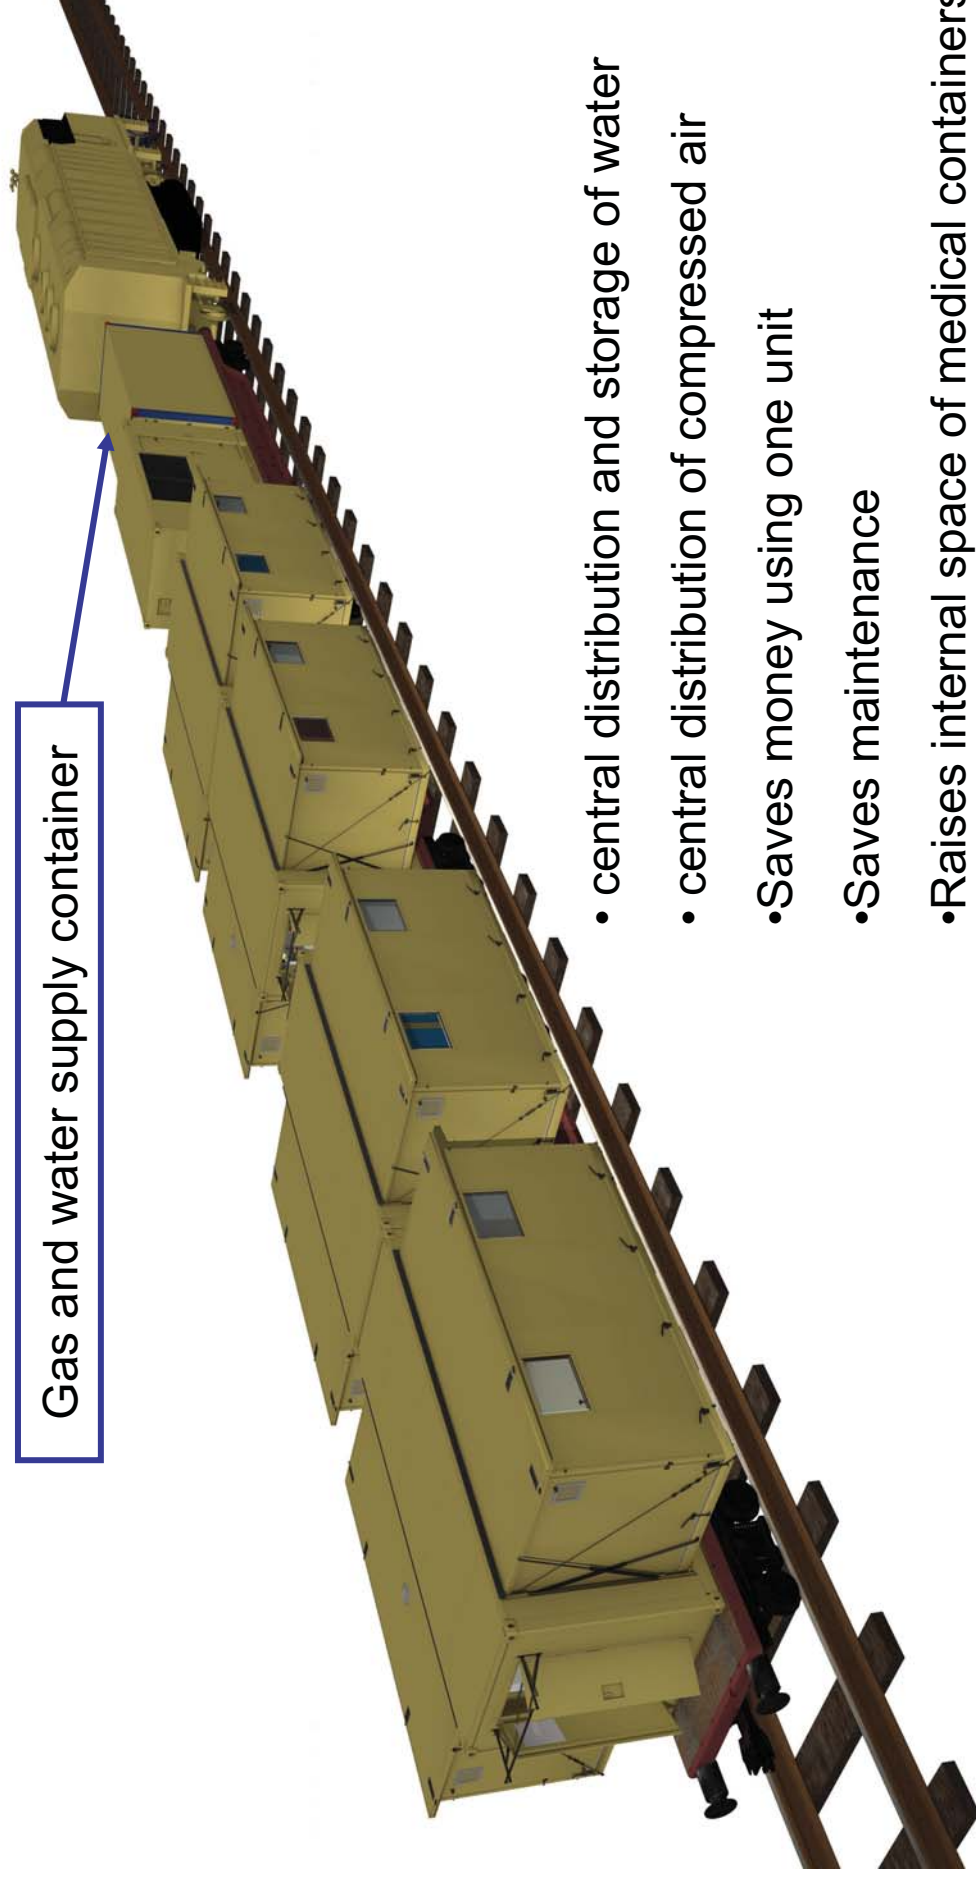 Gas and water supply container
• central distribution and storage of water
• central distribution of compressed air
•Saves money using one unit
•Saves maintenance
•Raises internal space of medical containers